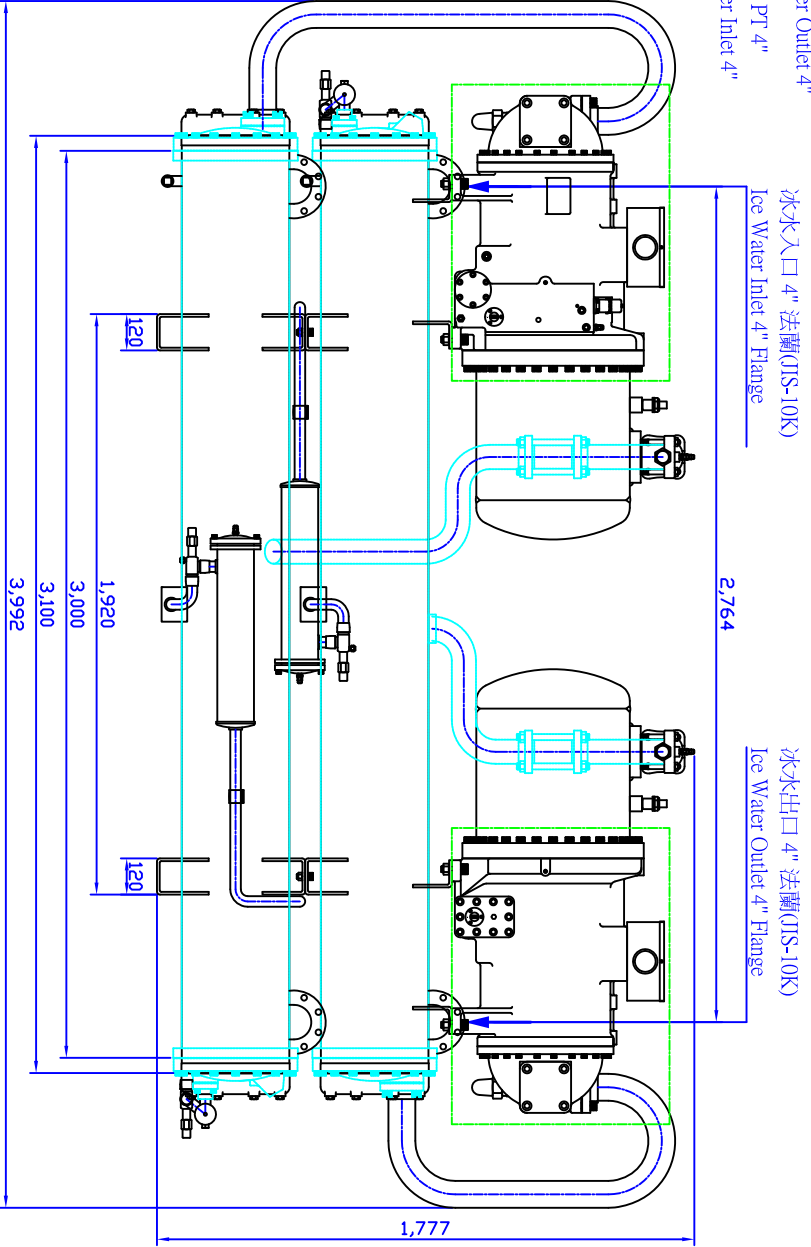 er Outlet 4"
PT 4"
er Inlet 4"
冰水入口 4" 法蘭(JIS-10K)
Ice Water Inlet 4" Flange
冰水出口 4" 法蘭(JIS-10K)
Ice Water Outlet 4" Flange
2,764
120
120
1,920
3,000
3,100
3,992
1,777